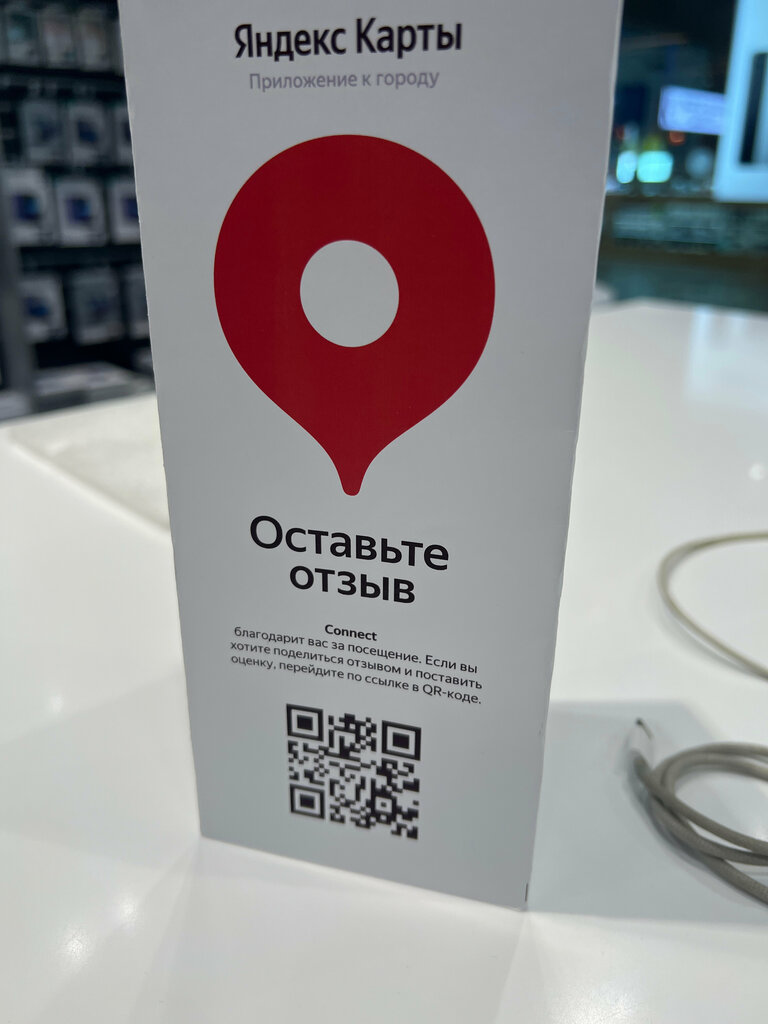 Яндекс Карты
Приложение к городу
Оставьте
отзыв
Connect
благодарит вас за посещение. Если вы
хотите поделиться отзывом и поставить
оценку, перейдите по ссылке в QR-коде.